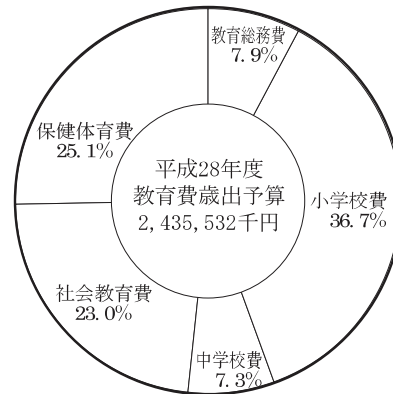 教育総務費
7.9%
小学校費
36.7%
中学校費
7.3%
社会教育費
23.0%
保健体育費
25.1%
平成28年度
教育費歳出予算
2,435,532千円